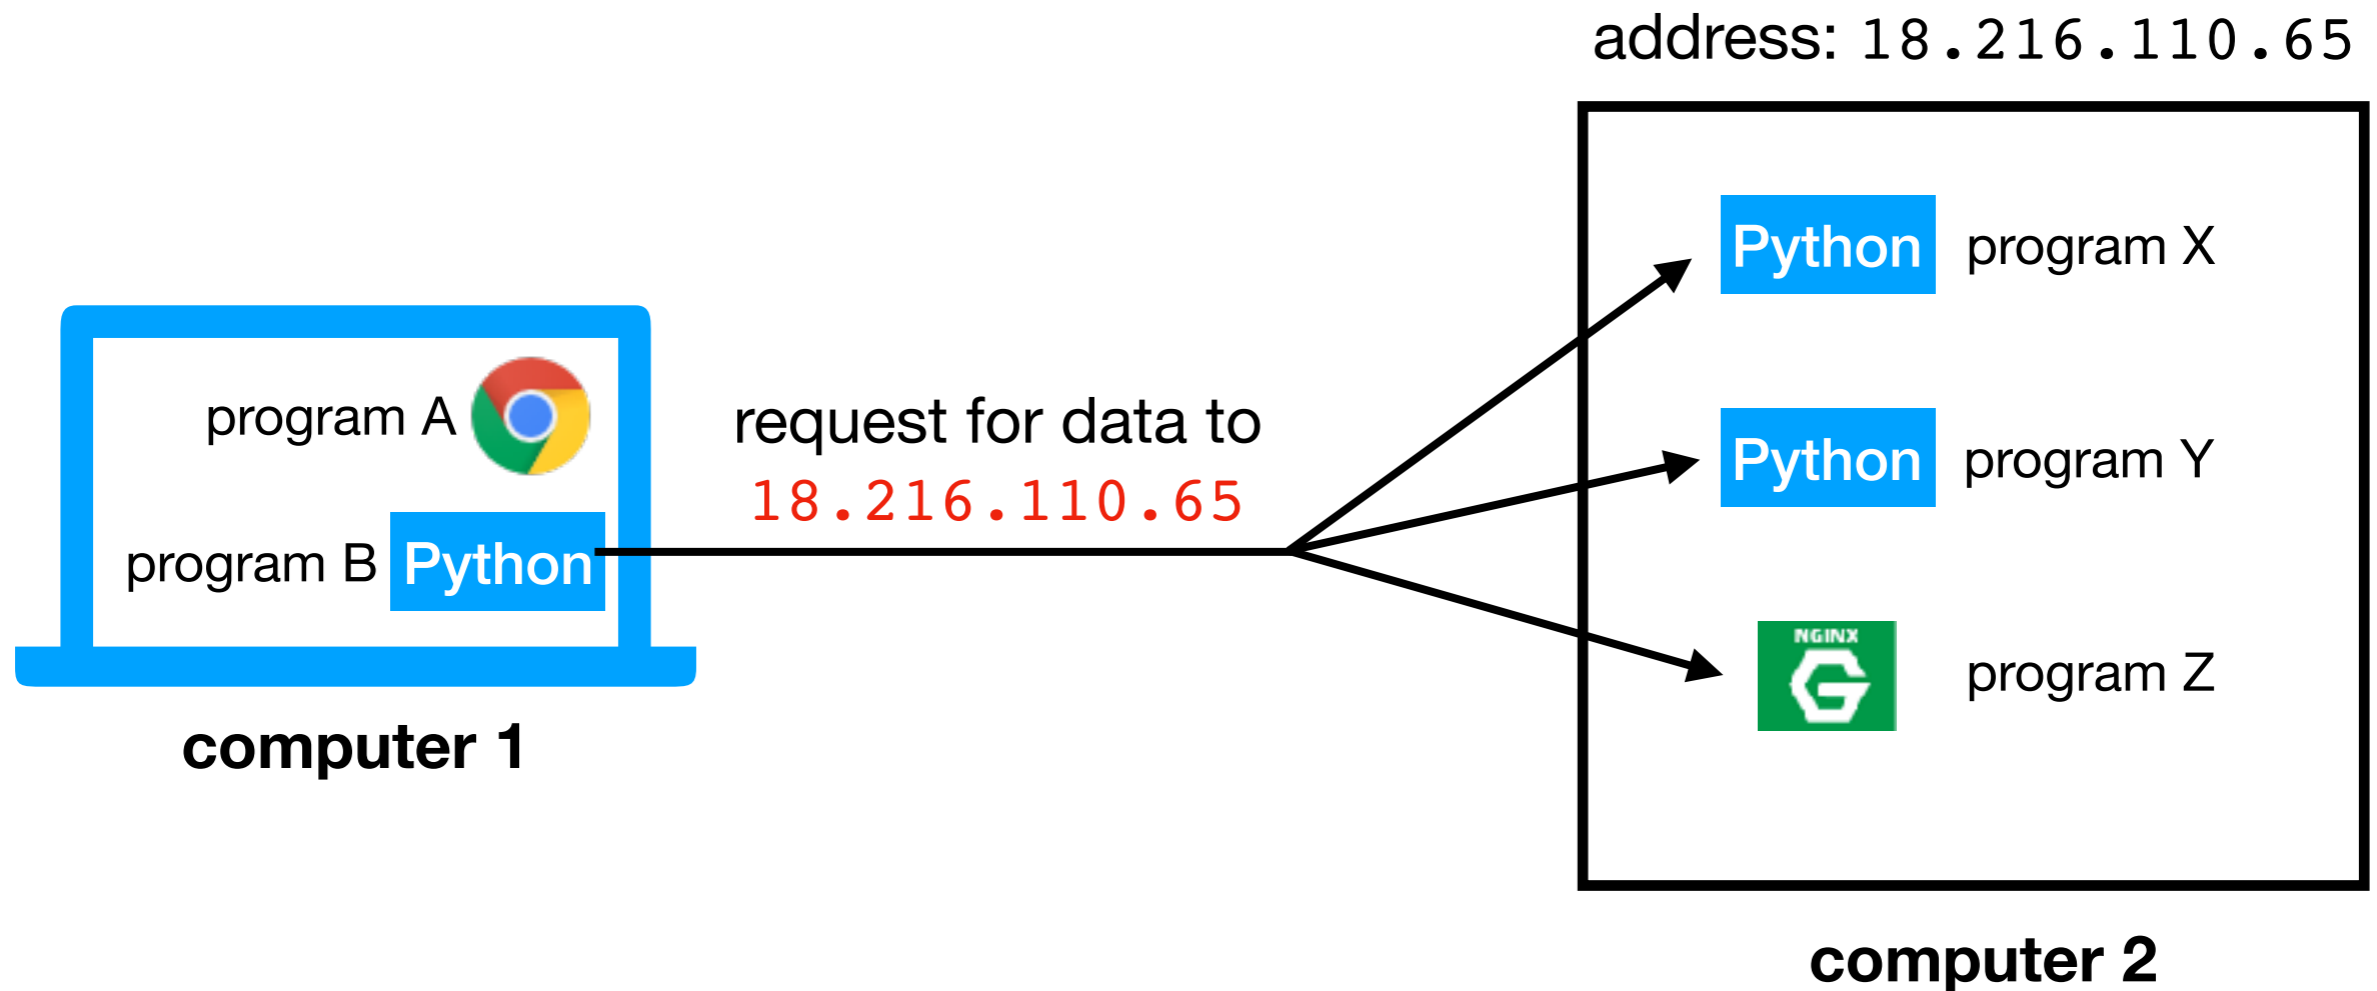 address: 18.216.110.65
Python program X
program A
request for data to
18.216.110.65
Python program Y
program B Python
NGINX
G
program Z
computer 1
computer 2